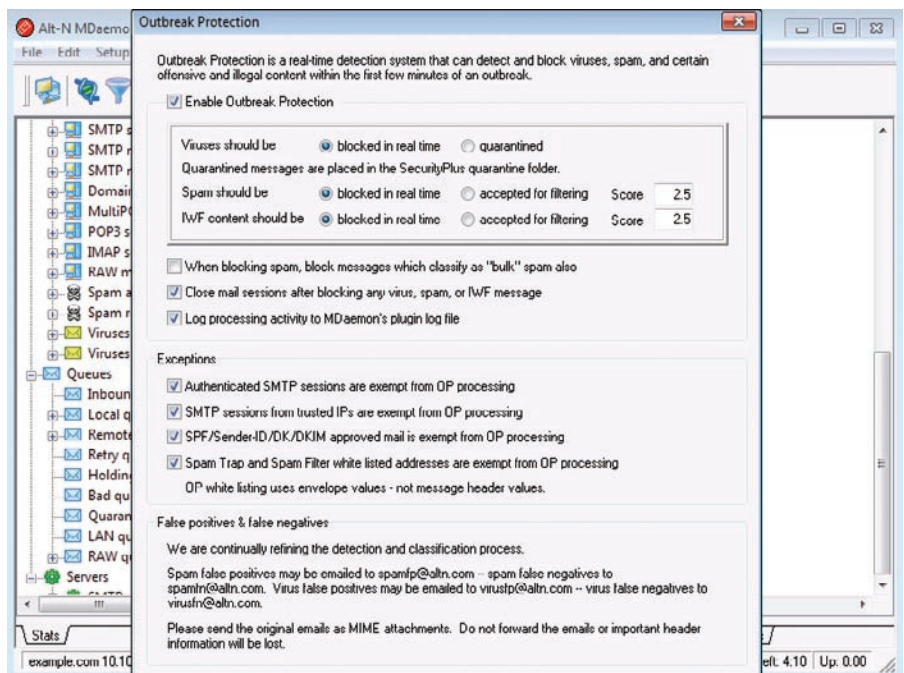 Alt-N MDaemo
Outbreak Protection
File Edit Setup
Outbreak Protection is a real-time detection system that can detect and block viruses, spam, and certain
offensive and illegal content within the first few minutes of an outbreak.
Enable Outbreak Protection
Viruses should be blocked in real time quarantined
Quarantined messages are placed in the SecurityPlus quarantine folder.
Spam should be blocked in real time accepted for filtering Score 2.5
IWF content should be blocked in real time accepted for filtering Score 2.5
When blocking spam, block messages which classify as "bulk" spam also
Close mail sessions after blocking any virus, spam, or IWF message
Log processing activity to MDaemon's plugin log file
Exceptions
Authenticated SMTP sessions are exempt from OP processing
SMTP sessions from trusted IPs are exempt from OP processing
SPF/Sender-ID/DK/DKIM approved mail is exempt from OP processing
Spam Trap and Spam Filter white listed addresses are exempt from OP processing
OP white listing uses envelope values - not message header values.
False positives & false negatives
We are continually refining the detection and classification process.
Spam false positives may be emailed to spamfp@altn.com -- spam false negatives to
spamfn@altn.com. Virus false positives may be emailed to virusfp@altn.com -- virus false negatives to
virusfn@altn.com.
Please send the original emails as MIME attachments. Do not forward the emails or important header
information will be lost.
SMTP s
SMTP r
SMTP r
Domain
MultiPO
POP3 s
IMAP s
RAW m
Spam a
Spam r
Viruses
Viruses
Queues
Inboun
Local q
Remote
Retry q
Holding
Bad qu
Quaran
LAN qu
RAW q
Servers
Stats
example.com 10.10
eft: 4.10 Up: 0.00